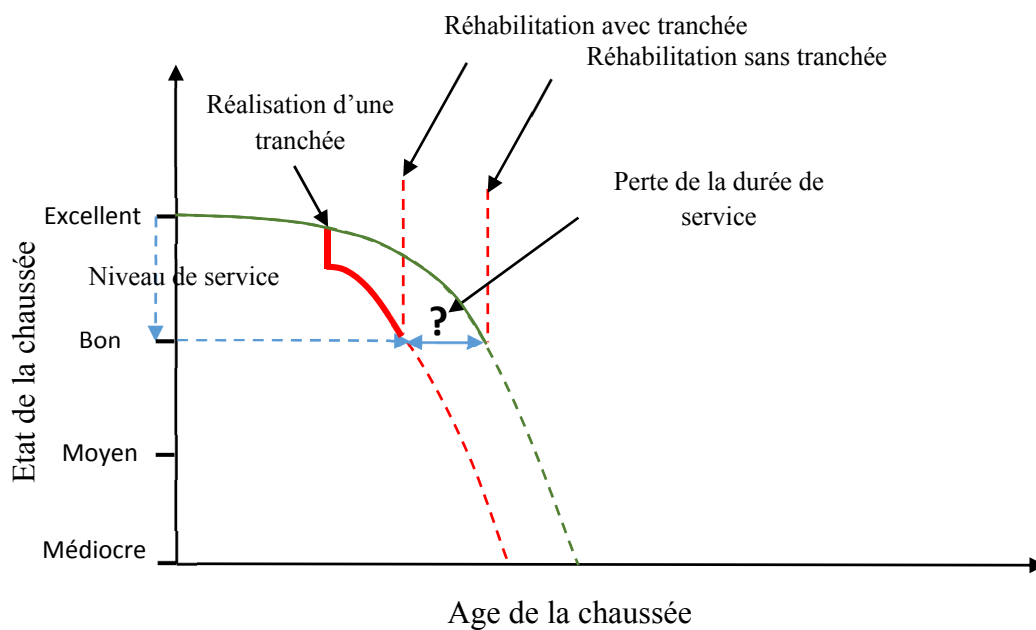 Réhabilitation avec tranchée
Réhabilitation sans tranchée
Réalisation d’une
tranchée
Perte de la durée de
service
Excellent
Niveau de service
?
Bon
Moyen
Médiocre
Etat de la chaussée
Age de la chaussée